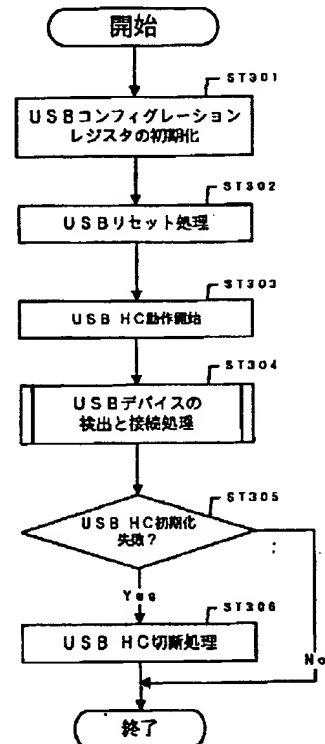 開始
ST301
USBコンフィグレーション
レジスタの初期化
ST302
USBリセット処理
ST303
USB HC動作開始
ST304
USBデバイスの
検出と接続処理
ST305
USB HC初期化
失敗?
Yes
ST306
USB HC切断処理
No
終了